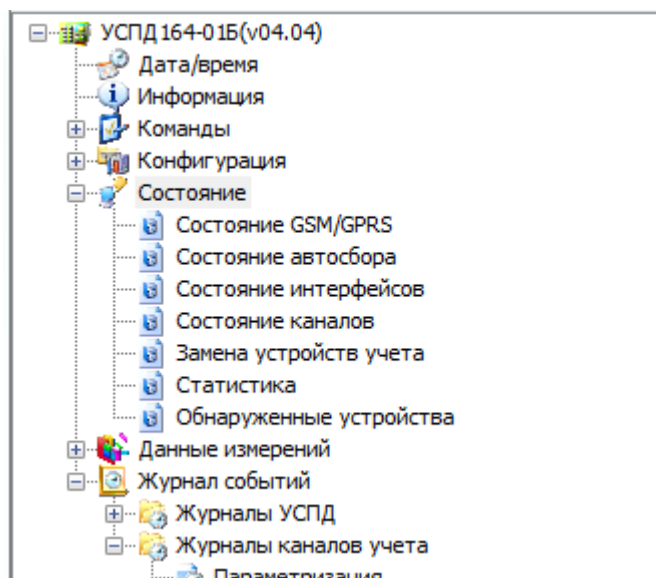 УСПД 164-01Б(v04.04)
Дата/время
Информация
Команды
Конфигурация
Состояние
Состояние GSM/GPRS
Состояние автосбора
Состояние интерфейсов
Состояние каналов
Замена устройств учета
Статистика
Обнаруженные устройства
Данные измерений
Журнал событий
Журналы УСПД
Журналы каналов учета
Параметризация